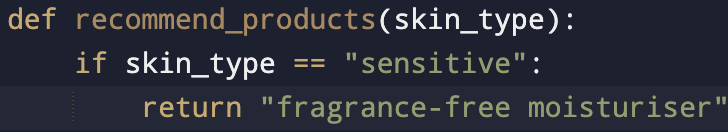 def recommend_products(skin_type):
    if skin_type == "sensitive":
        return "fragrance-free moisturiser"